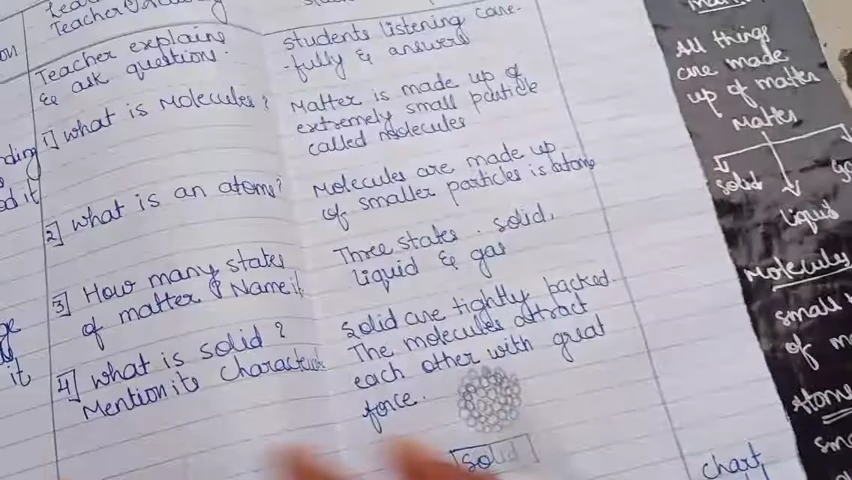 Teacher explains
& ask question.
1] What is Molecules?
2] What is an atoms?
3] How many states
of matter & Name it
4] What is solid?
Mention its Characteristic
students listening care-
-fully & answers
Matter is made up of
extremely small particle
called Molecules
Molecules are made up
of smaller particles is atoms
Three states. solid,
liquid & gas
Solid are tightly packed
The molecules attract
each other with great
force.
solid
chart
All things
are made
up of matter
Matter
solid
liquid
Molecules
small
of
Atoms